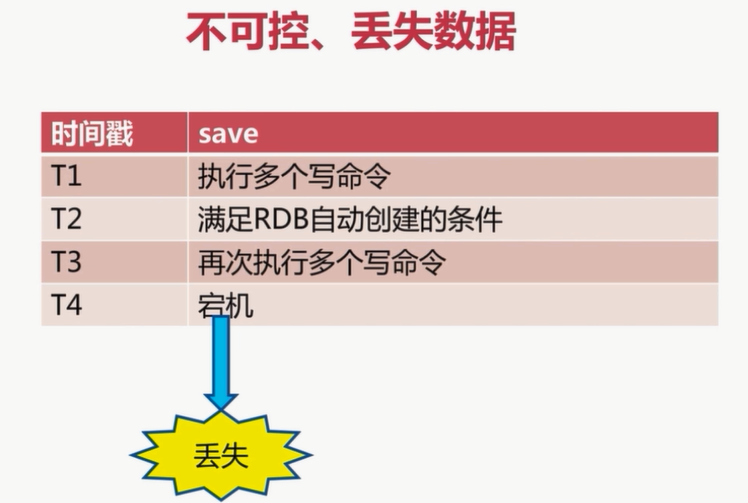 不可控、丢失数据
时间戳 save
T1 执行多个写命令
T2 满足RDB自动创建的条件
T3 再次执行多个写命令
T4 宕机
丢失